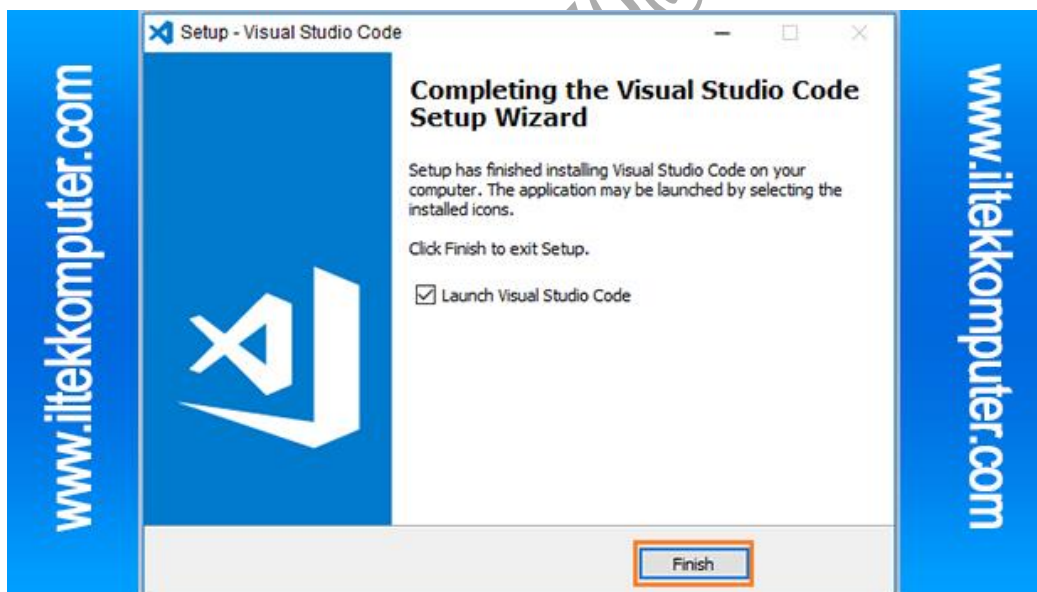 Setup - Visual Studio Code
www.iltekkomputer.com
Completing the Visual Studio Code
Setup Wizard
Setup has finished installing Visual Studio Code on your
computer. The application may be launched by selecting the
installed icons.
Click Finish to exit Setup.
Launch Visual Studio Code
www.iltekkomputer.com
Finish